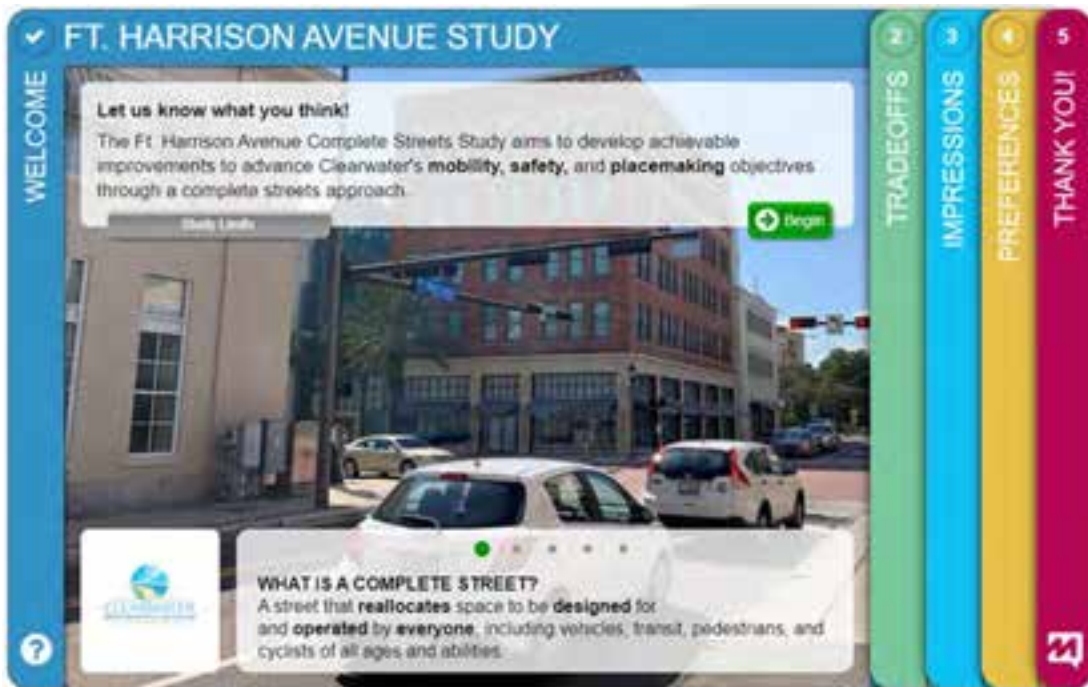 FT. HARRISON AVENUE STUDY
WELCOME
Let us know what you think!
The Ft. Harrison Avenue Complete Streets Study aims to develop achievable
improvements to advance Clearwater's mobility, safety, and placemaking objectives
through a complete streets approach.
Study Limits
Begin
WHAT IS A COMPLETE STREET?
A street that reallocates space to be designed for
and operated by everyone, including vehicles, transit, pedestrians, and
cyclists of all ages and abilities.
CLEARWATER
?
2
TRADEOFFS
3
IMPRESSIONS
4
PREFERENCES
5
THANK YOU!